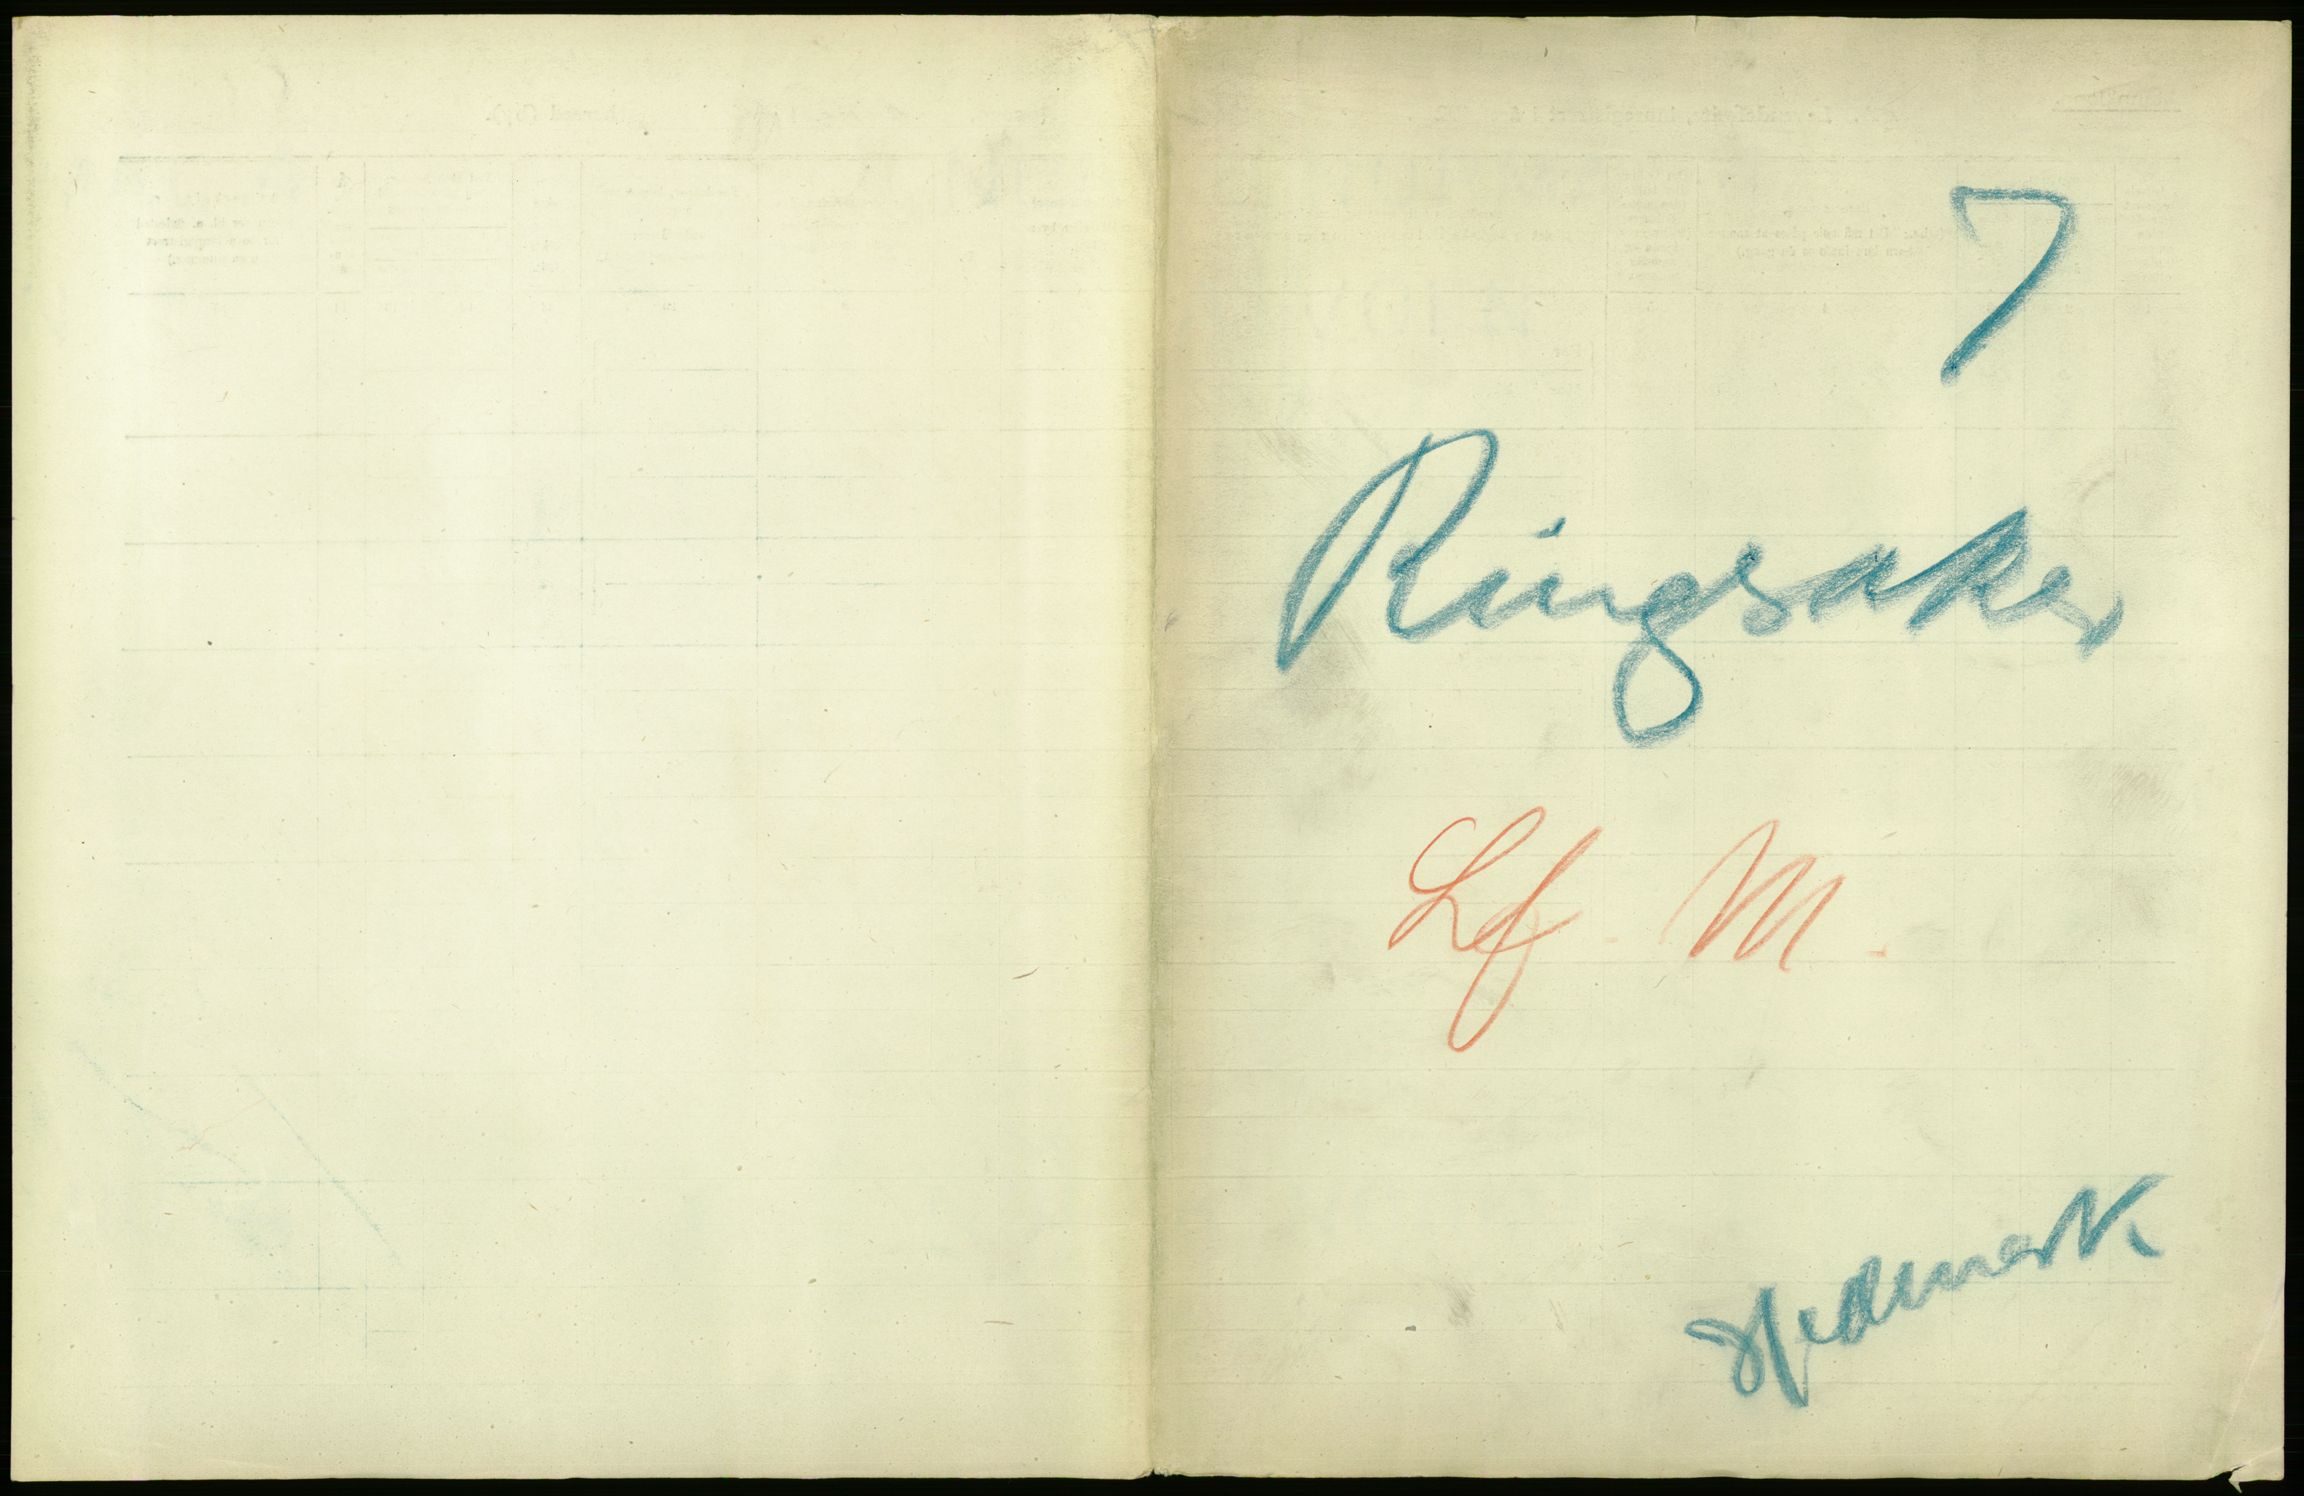 7
Ringsaker
Lf. M.
Hedmark